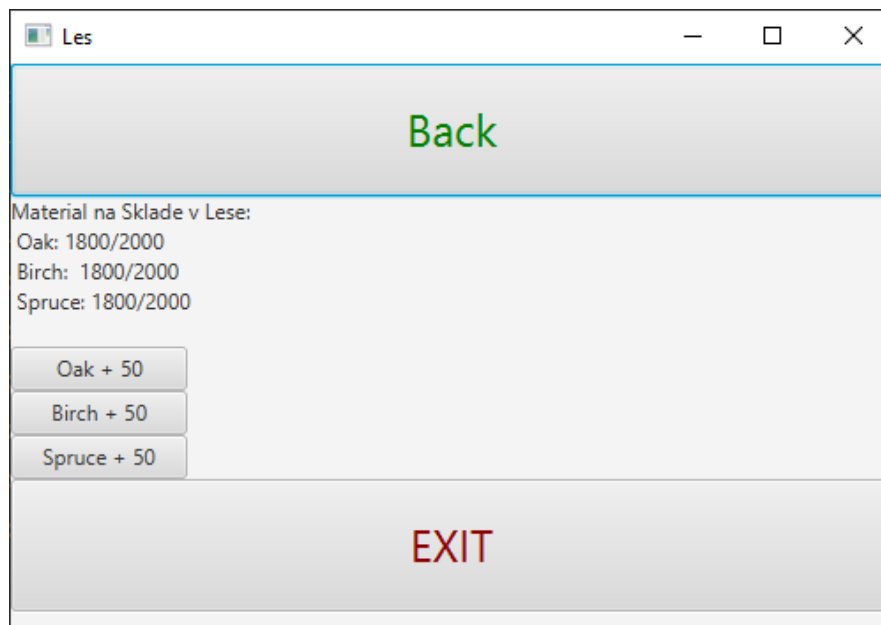 Les
Back
Material na Sklade v Lese:
Oak: 1800/2000
Birch:  1800/2000
Spruce: 1800/2000
Oak + 50
Birch + 50
Spruce + 50
EXIT